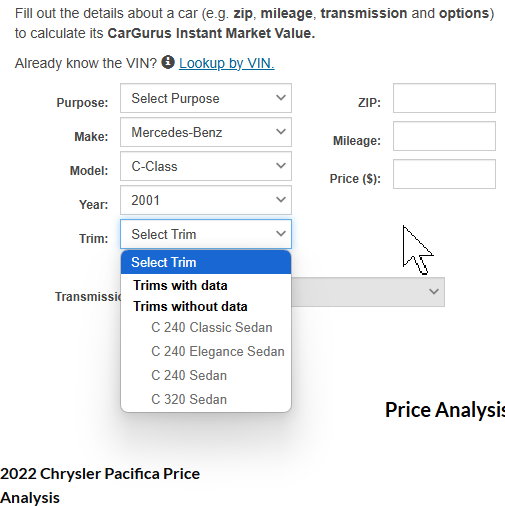 Fill out the details about a car (e.g. zip, mileage, transmission and options)
to calculate its CarGurus Instant Market Value.
Already know the VIN? Lookup by VIN.
Purpose: Select Purpose ZIP:
Make: Mercedes-Benz Mileage:
Model: C-Class Price ($):
Year: 2001
Trim: Select Trim
Select Trim
Trims with data
Transmissi
Trims without data
C 240 Classic Sedan
C 240 Elegance Sedan
C 240 Sedan
C 320 Sedan
Price Analysis
2022 Chrysler Pacifica Price
Analysis